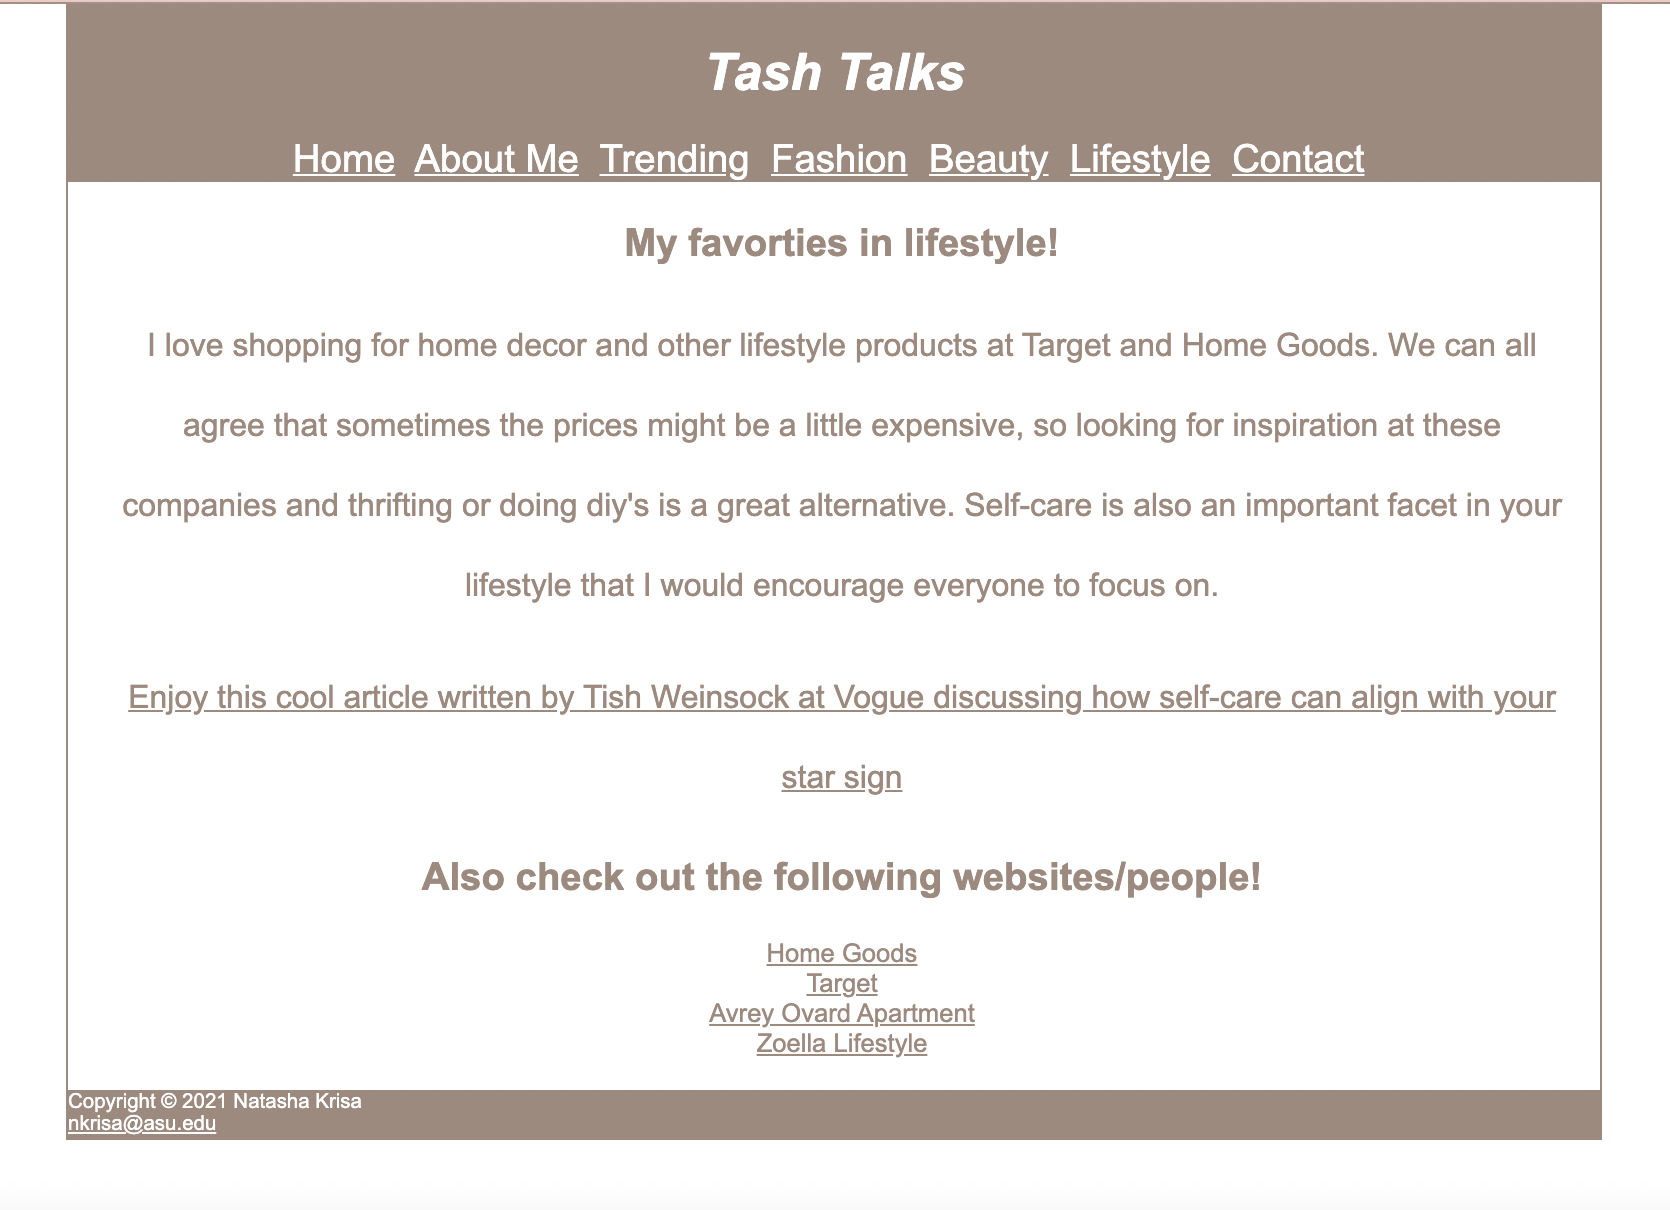 Tash Talks
Home About Me Trending Fashion Beauty Lifestyle Contact
My favorties in lifestyle!
I love shopping for home decor and other lifestyle products at Target and Home Goods. We can all
agree that sometimes the prices might be a little expensive, so looking for inspiration at these
companies and thrifting or doing diy's is a great alternative. Self-care is also an important facet in your
lifestyle that I would encourage everyone to focus on.
Enjoy this cool article written by Tish Weinsock at Vogue discussing how self-care can align with your
star sign
Also check out the following websites/people!
Home Goods
Target
Avrey Ovard Apartment
Zoella Lifestyle
Copyright © 2021 Natasha Krisa
nkrisa@asu.edu